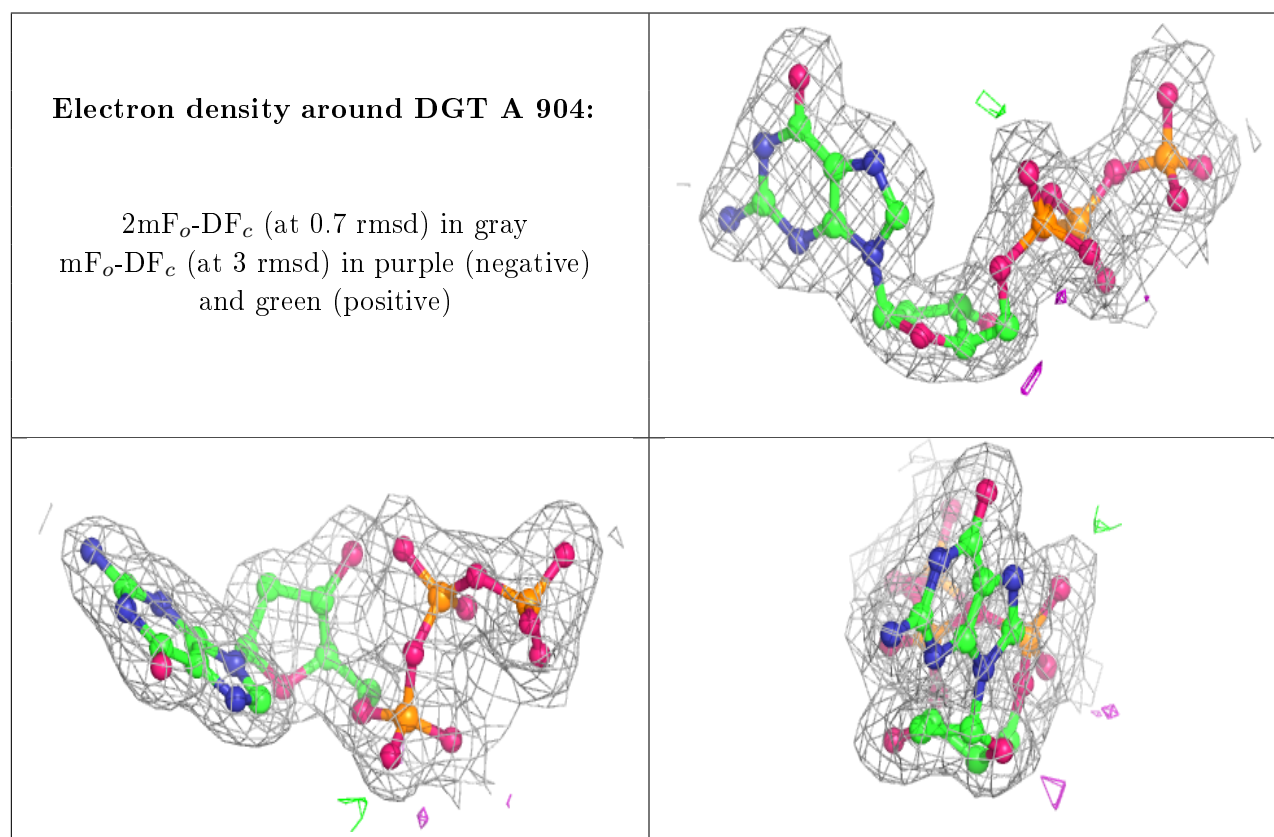 Electron density around DGT A 904:
2mFo-DFc (at 0.7 rmsd) in gray
mFo-DFc (at 3 rmsd) in purple (negative)
and green (positive)